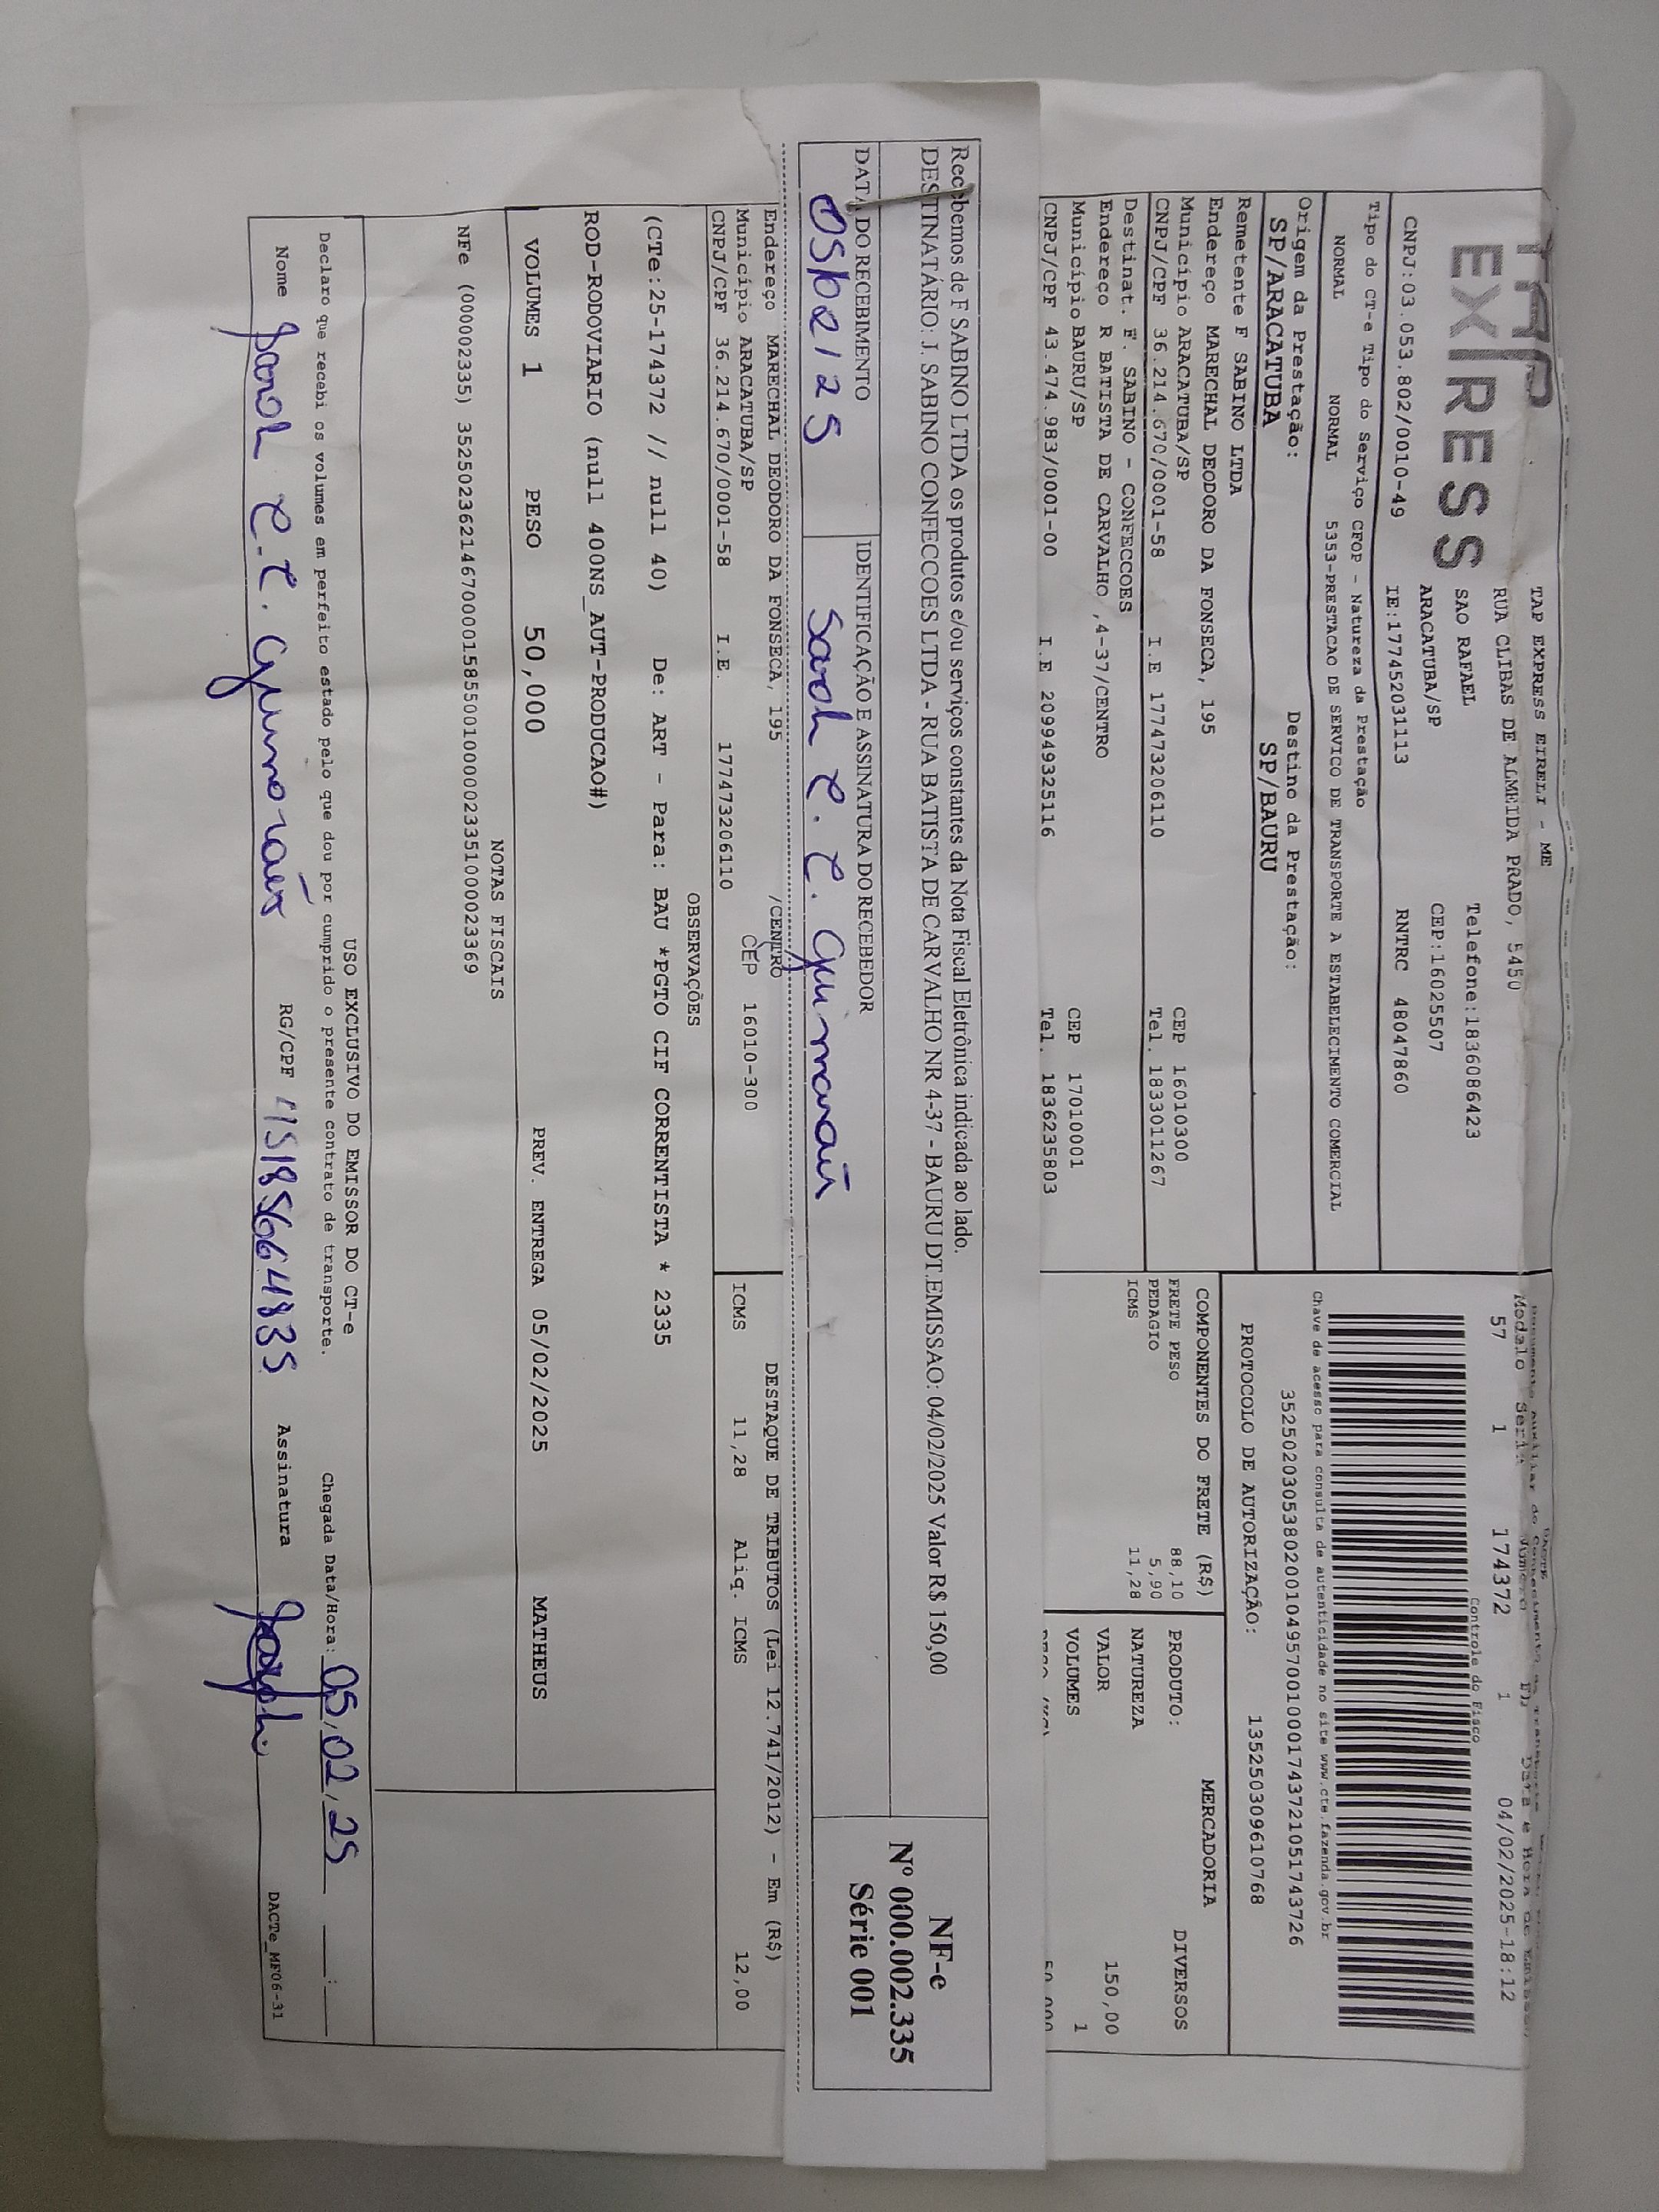 TAP
EXPRESS
TAP EXPRESS EIRELI - ME
RUA CLIBAS DE ALMEIDA PRADO, 5450
SAO RAFAEL Telefone:1836086423
ARACATUBA/SP CEP:16025507
CNPJ:03.053.802/0010-49 IE:177452031113 RNTRC 48047860
Tipo do CT-e Tipo do Serviço CFOP - Natureza da Prestação
NORMAL NORMAL 5353-PRESTACAO DE SERVICO DE TRANSPORTE A ESTABELECIMENTO COMERCIAL
Origem da Prestação: Destino da Prestação:
SP/ARACATUBA SP/BAURU
Remetente F SABINO LTDA
Endereço MARECHAL DEODORO DA FONSECA, 195
Município ARACATUBA/SP CEP 16010300
CNPJ/CPF 36.214.670/0001-58 I.E 177473206110 Tel. 1833011267
Destinat. F. SABINO - CONFECCOES
Endereço R BATISTA DE CARVALHO ,4-37/CENTRO
Município BAURU/SP CEP 17010001
CNPJ/CPF 43.474.983/0001-00 I.E 209949325116 Tel. 1836235803
DACTE
Modalo Série Número
57 1 174372 1 04/02/2025-18:12
Controle do Fisco
Chave de acesso para consulta de autenticidade no site www.cte.fazenda.gov.br
35250203053802001049570010001743721051743726
PROTOCOLO DE AUTORIZAÇÃO: 135250309610768
COMPONENTES DO FRETE (R$) MERCADORIA
FRETE PESO 88,10 PRODUTO: DIVERSOS
PEDAGIO 5,90 NATUREZA
ICMS 11,28 VALOR 150,00
VOLUMES 1
Recebemos de F SABINO LTDA os produtos e/ou serviços constantes da Nota Fiscal Eletrônica indicada ao lado.
DESTINATÁRIO: J. SABINO CONFECCOES LTDA - RUA BATISTA DE CARVALHO NR 4-37 - BAURU DT.EMISSAO: 04/02/2025 Valor R$ 150,00
DATA DO RECEBIMENTO IDENTIFICAÇÃO E ASSINATURA DO RECEBEDOR
05/02/25 Sarah C. C. Guimarães
NF-e
Nº 000.002.335
Série 001
Endereço MARECHAL DEODORO DA FONSECA, 195 /CENTRO
Município ARACATUBA/SP CEP 16010-300
CNPJ/CPF 36.214.670/0001-58 I.E. 177473206110
DESTAQUE DE TRIBUTOS (Lei 12.741/2012) - Em (R$)
ICMS 11,28 Aliq. ICMS 12,00
OBSERVAÇÕES
(CTe:25-174372 // null 40) De: ART - Para: BAU *PGTO CIF CORRENTISTA * 2335
ROD-RODOVIARIO (null 400NS_AUT-PRODUCAO#)
VOLUMES 1 PESO 50,000 PREV. ENTREGA 05/02/2025 MATHEUS
NOTAS FISCAIS
NFe (000002335) 35250236214670000158550010000023351000023369
USO EXCLUSIVO DO EMISSOR DO CT-e
Declaro que recebi os volumes em perfeito estado pelo que dou por cumprido o presente contrato de transporte. Chegada Data/Hora: 05/02/25 __:__
Nome Sarah C. C. Guimarães RG/CPF Assinatura
DACTe_MF06-31